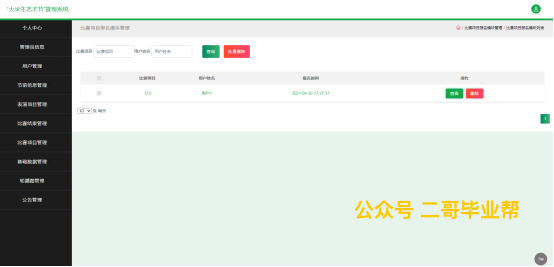 "大学生艺术节"管理系统
个人中心
比赛项目报名模块管理
比赛项目报名模块管理 / 比赛项目报名模块列表
管理员信息
比赛项目 比赛项目 用户姓名 用户姓名 查询 批量删除
用户管理
节目信息管理
比赛项目 用户姓名 操作
123 用户1 2021-04-30 17:27:17 查看 删除
友谊项目管理
10 条 每页
比赛结果管理
1
比赛项目管理
基础数据管理
轮播图管理
公告管理
公众号 二哥毕业帮
Top